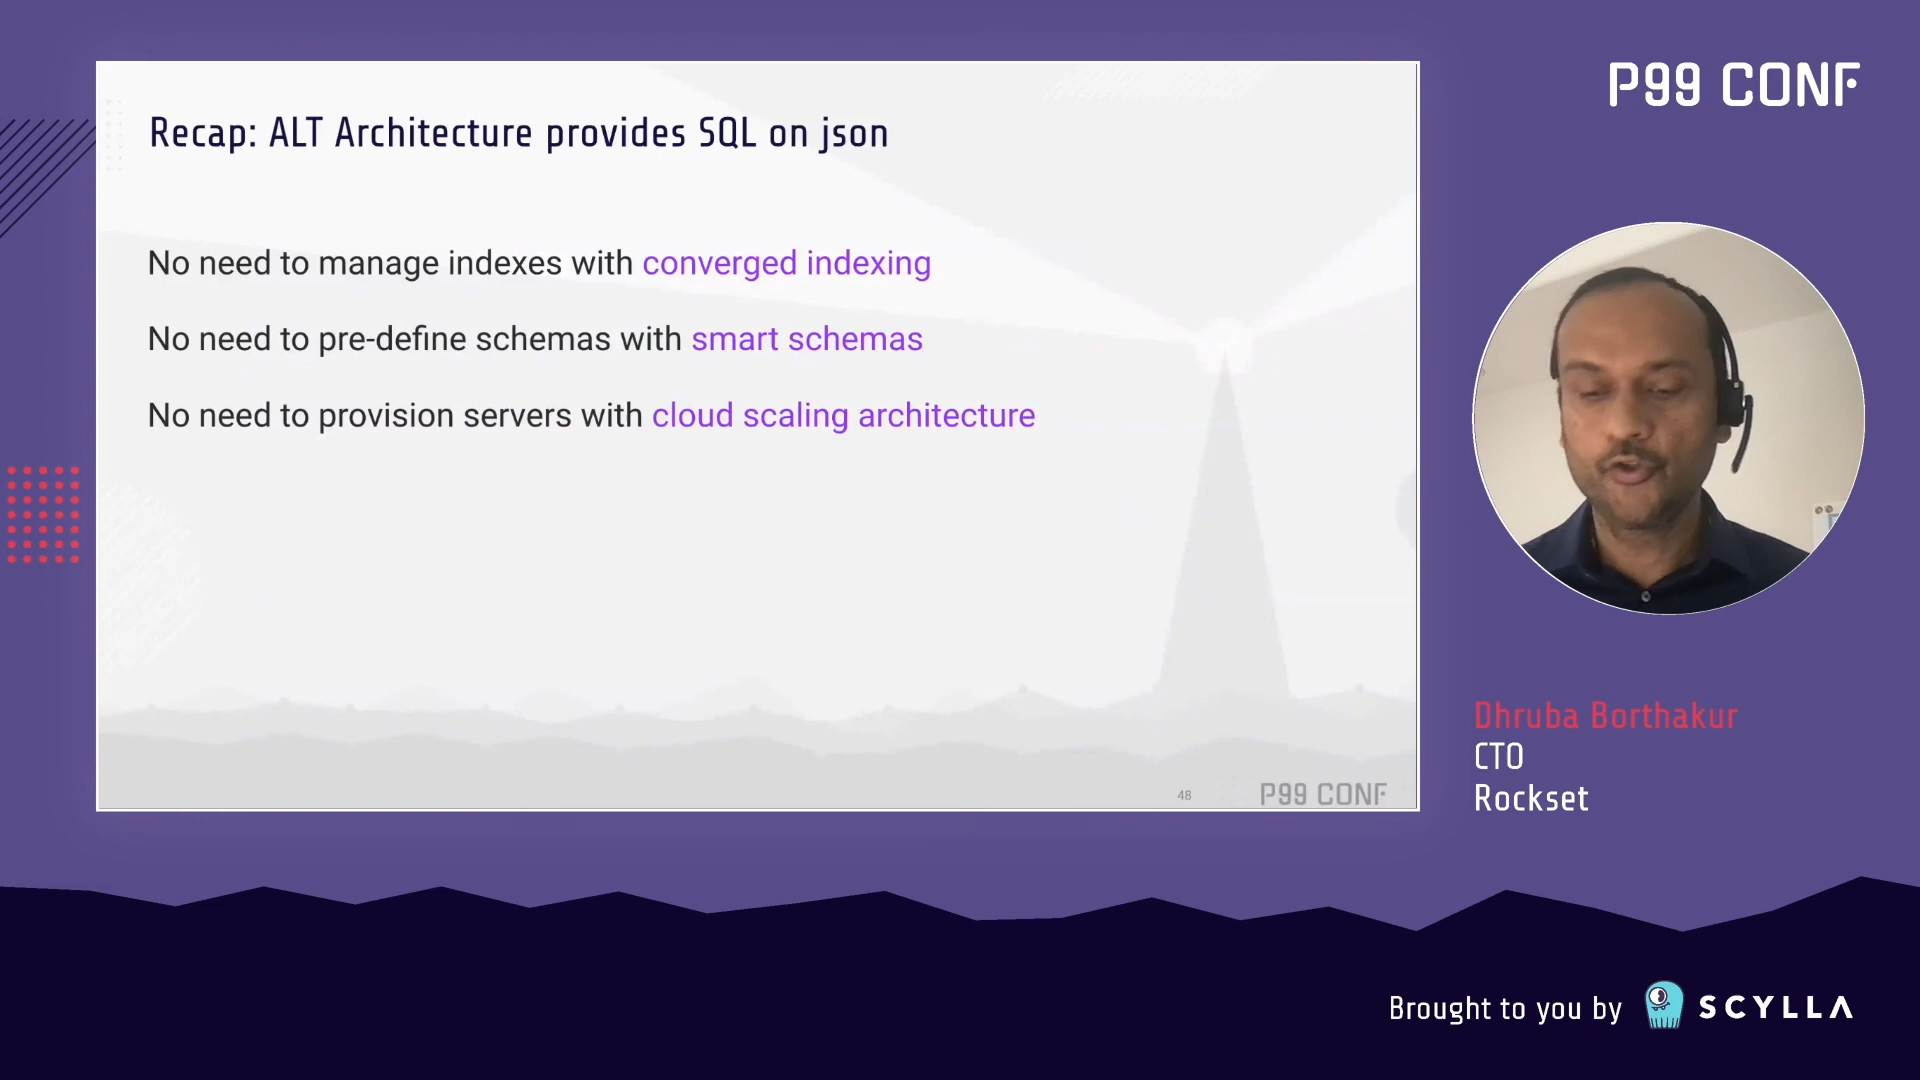 P99 CONF
Recap: ALT Architecture provides SQL on json
No need to manage indexes with converged indexing
No need to pre-define schemas with smart schemas
No need to provision servers with cloud scaling architecture
48
P99 CONF
Dhruba Borthakur
CTO
Rockset
Brought to you by SCYLLA